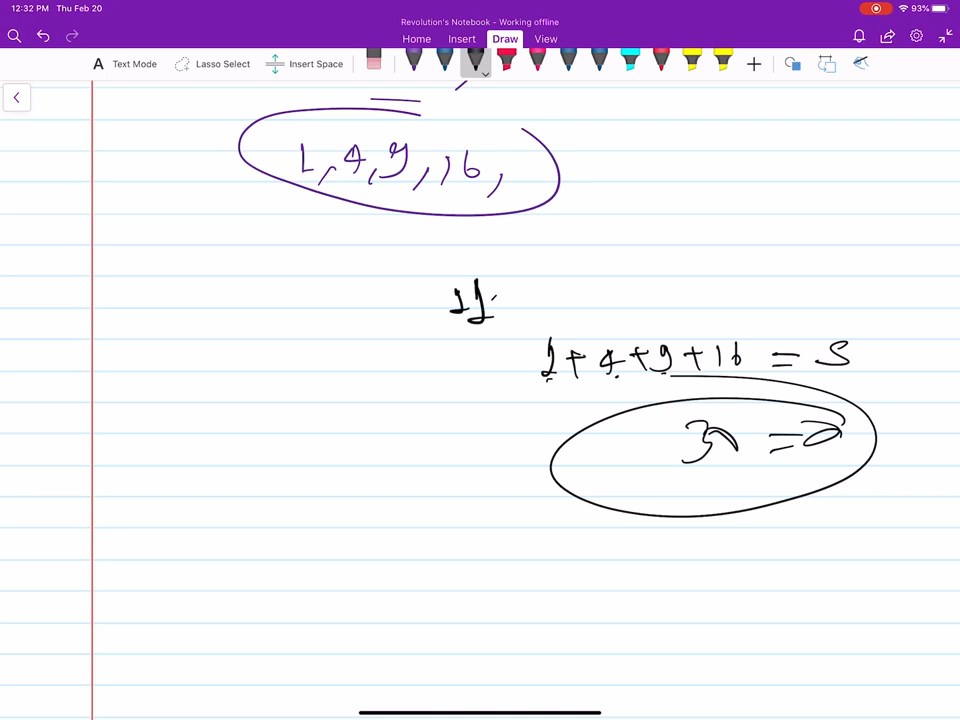 12:32 PM Thu Feb 20
93%
Revolution's Notebook - Working offline
Home Insert Draw View
A Text Mode Lasso Select Insert Space
1, 4, 9, 16,
1+4+9+16 = S